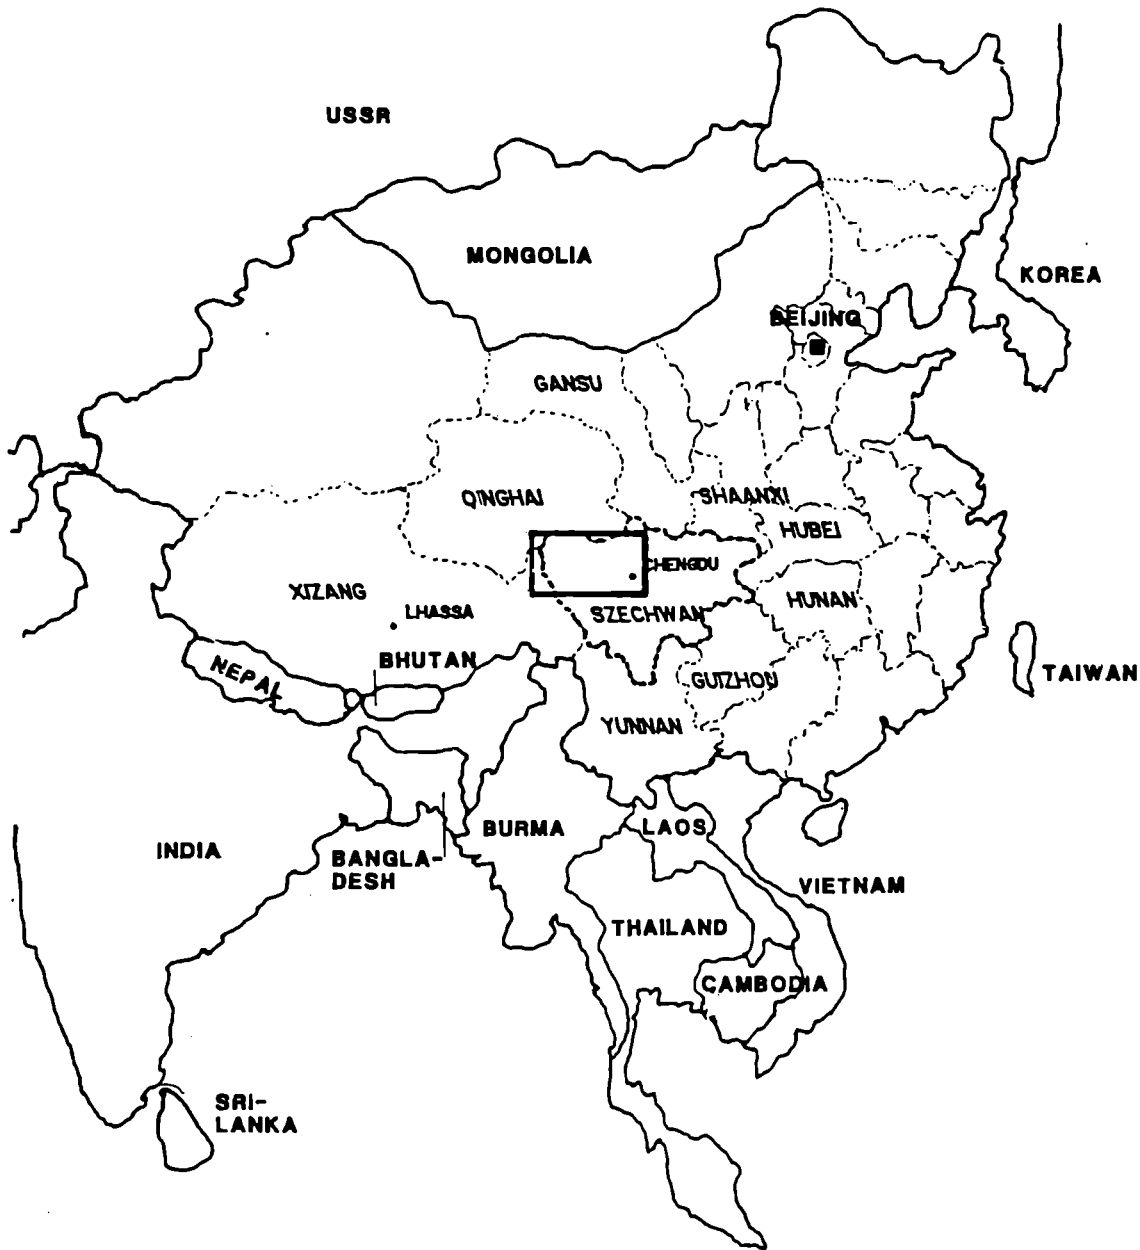 USSR
MONGOLIA
KOREA
BEIJING
GANSU
QINGHAI
SHAANXI
HUBEI
CHENGDU
XIZANG
LHASSA
SZECHWAN
HUNAN
BHUTAN
NEPAL
GUIZHOU
TAIWAN
YUNNAN
INDIA
BANGLA-
DESH
BURMA
LAOS
VIETNAM
THAILAND
CAMBODIA
SRI-
LANKA